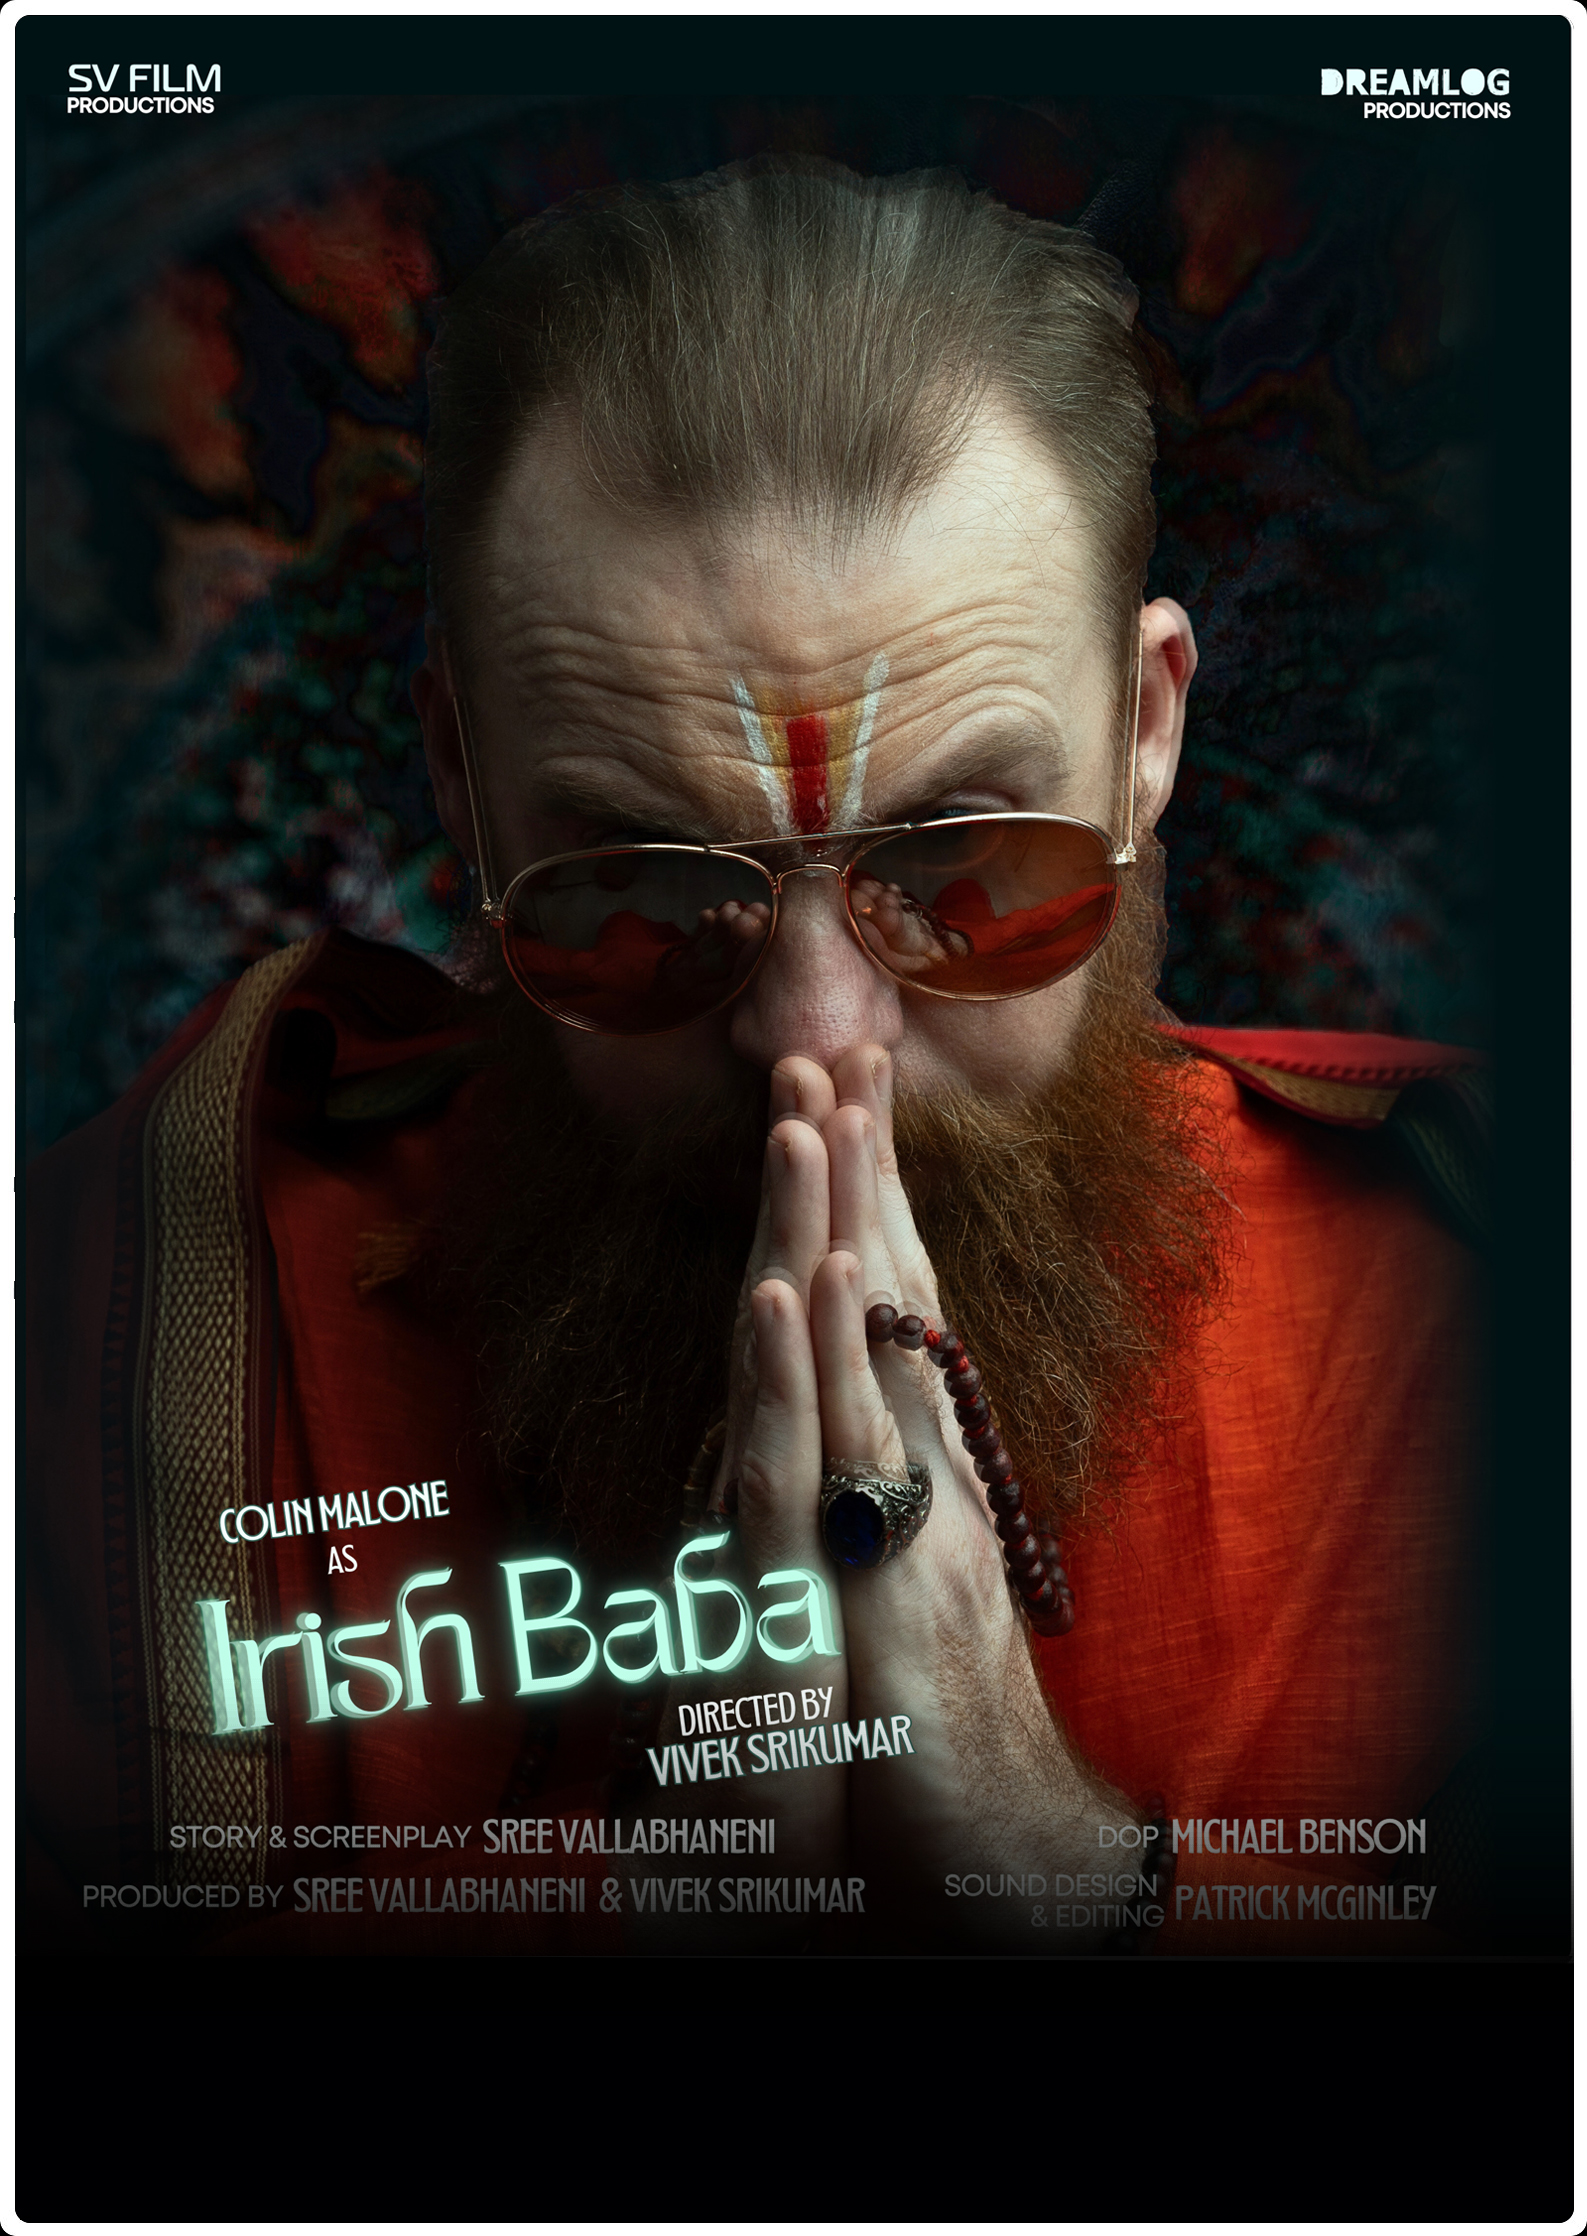 SV FILM
PRODUCTIONS
DREAMLOG
PRODUCTIONS
COLIN MALONE
AS
Irish Baba
DIRECTED BY
VIVEK SRIKUMAR
STORY & SCREENPLAY SREE VALLABHANENI
PRODUCED BY SREE VALLABHANENI & VIVEK SRIKUMAR
DOP MICHAEL BENSON
SOUND DESIGN
& EDITING PATRICK MCGINLEY